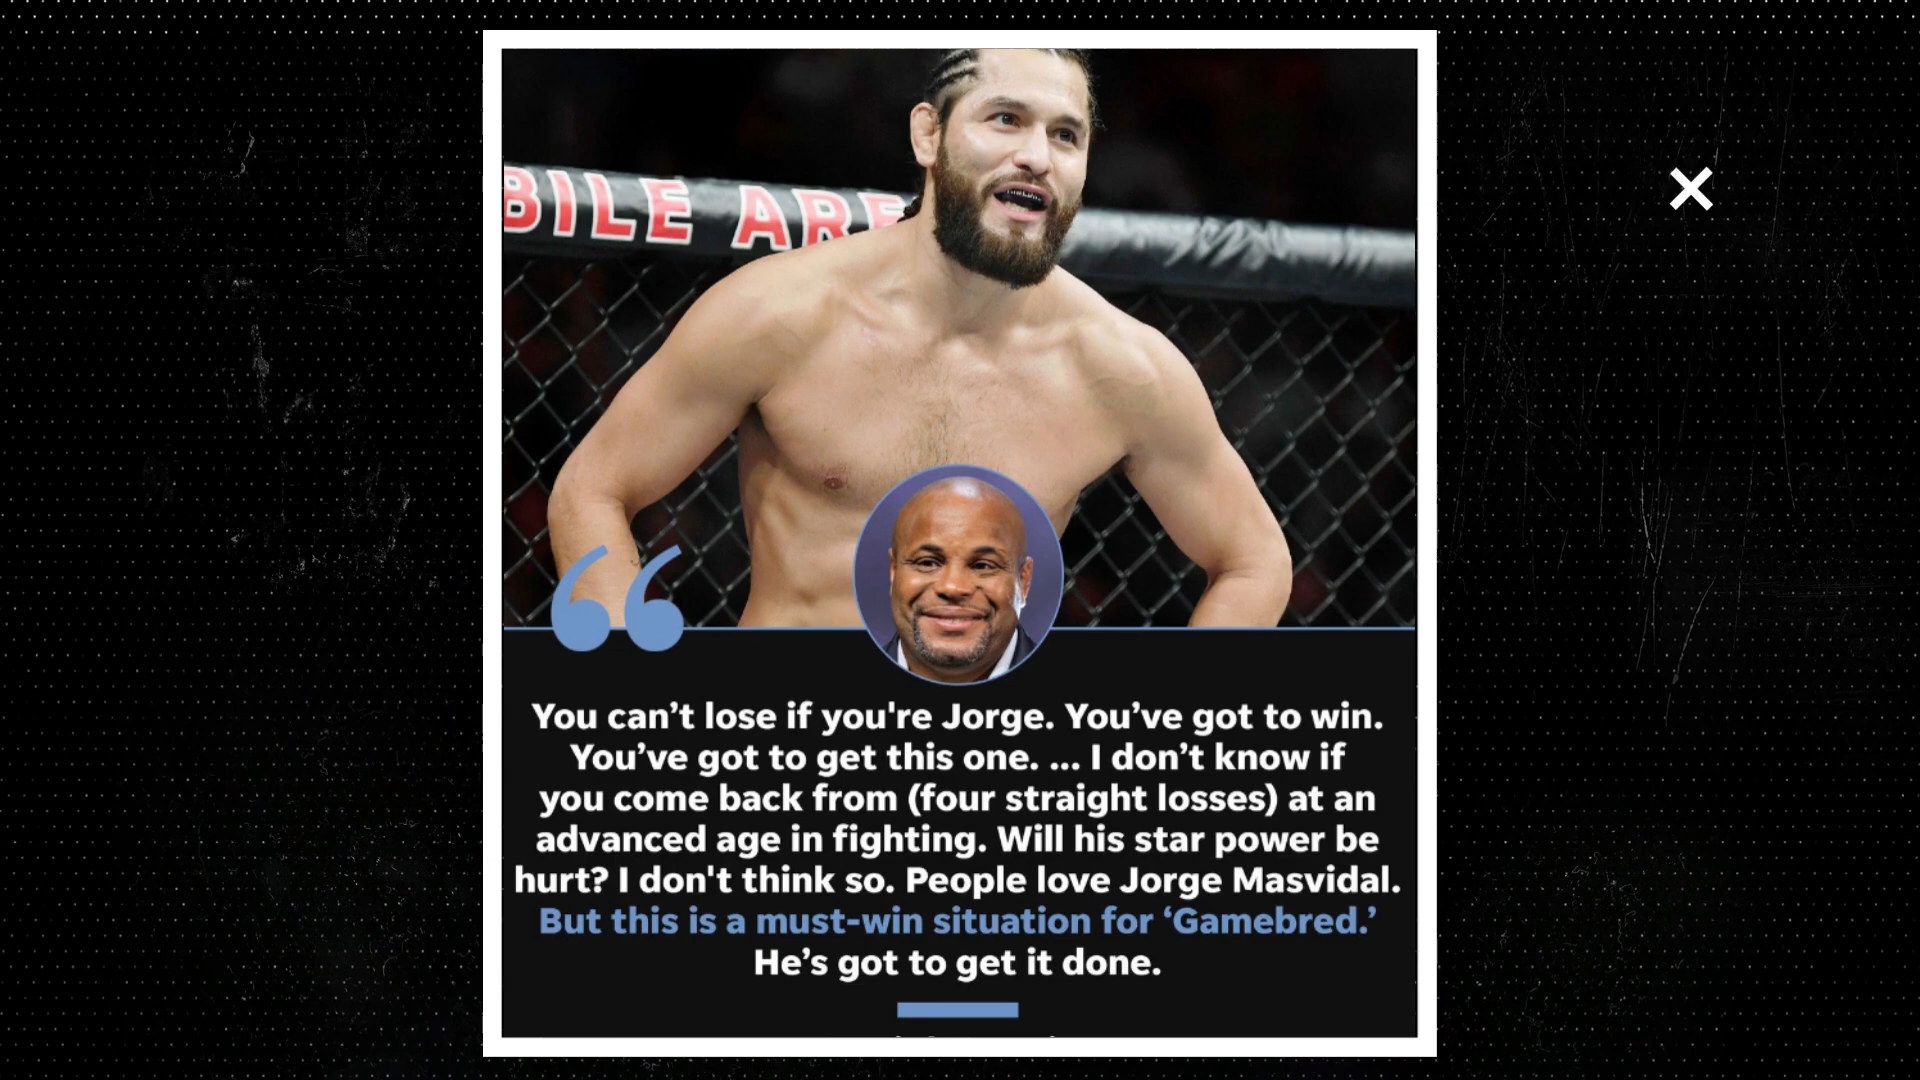 BILE ARE
You can’t lose if you're Jorge. You’ve got to win.
You’ve got to get this one. ... I don’t know if
you come back from (four straight losses) at an
advanced age in fighting. Will his star power be
hurt? I don't think so. People love Jorge Masvidal.
But this is a must-win situation for ‘Gamebred.’
He’s got to get it done.